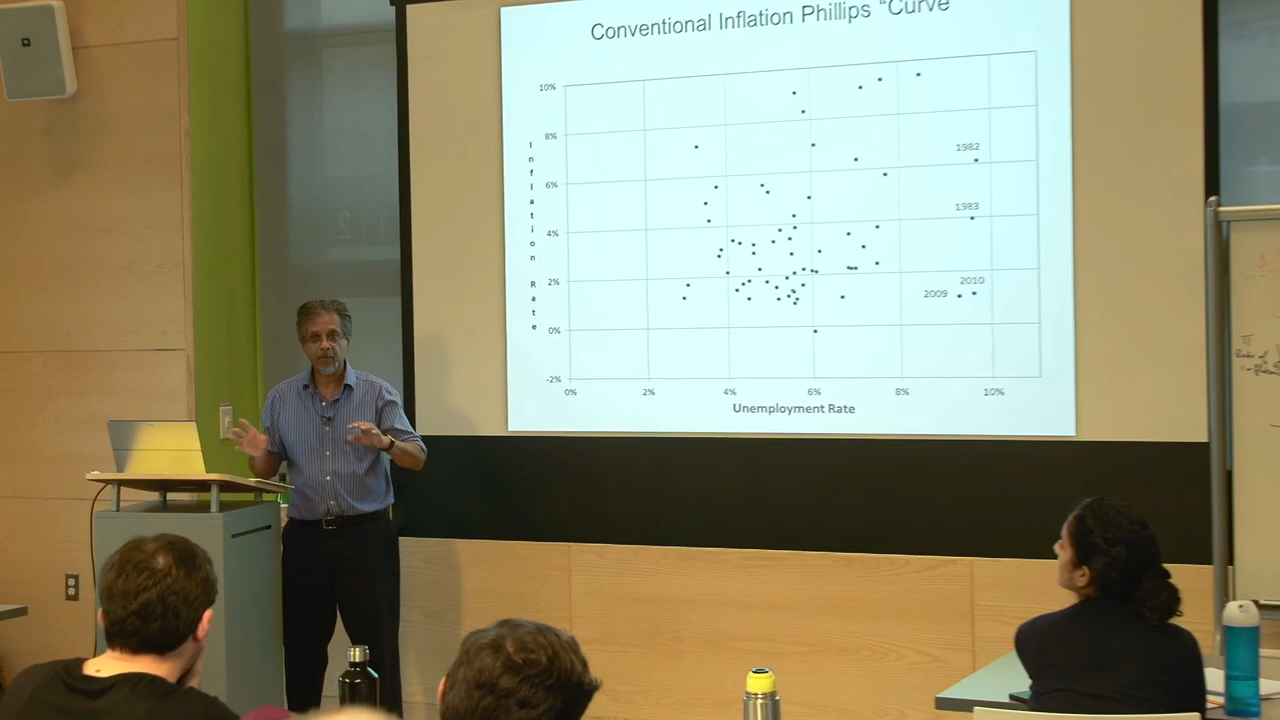 Conventional Inflation Phillips "Curve
10%
8%
6%
4%
2%
0%
-2%
Inflation Rate
1982
1983
2010
2009
0% 2% 4% 6% 8% 10%
Unemployment Rate